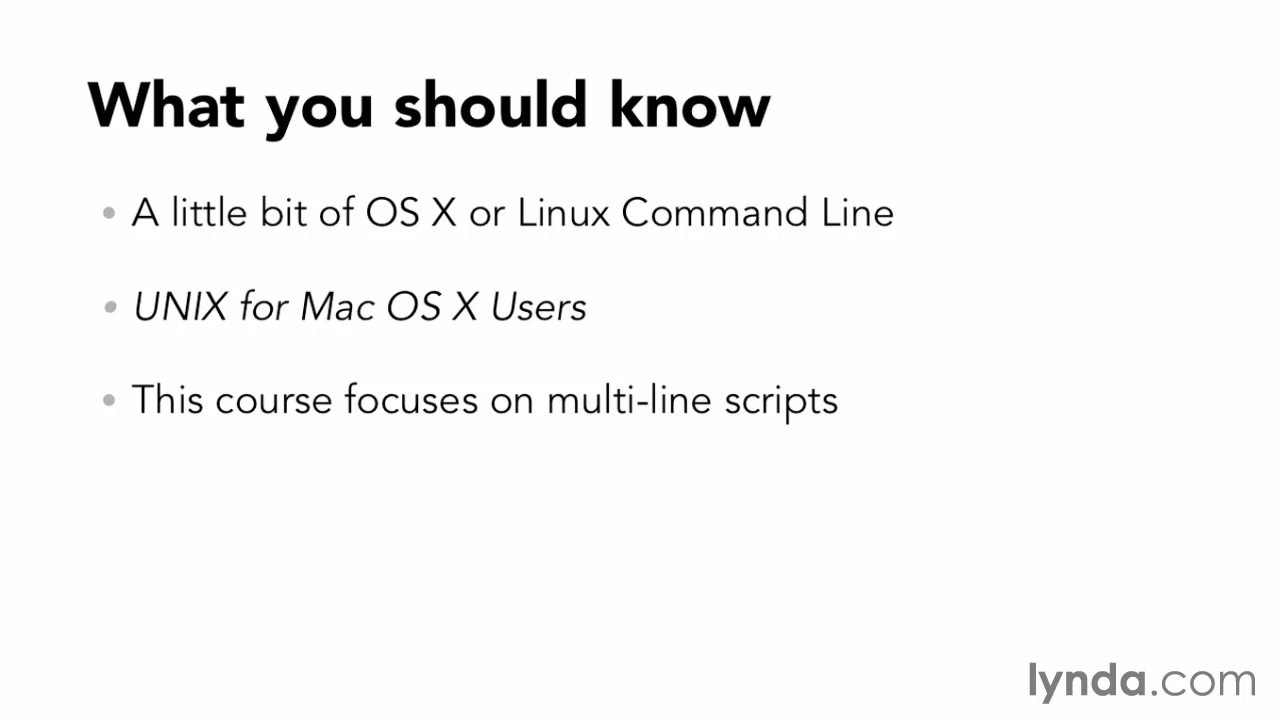 What you should know
• A little bit of OS X or Linux Command Line
• UNIX for Mac OS X Users
• This course focuses on multi-line scripts
lynda.com